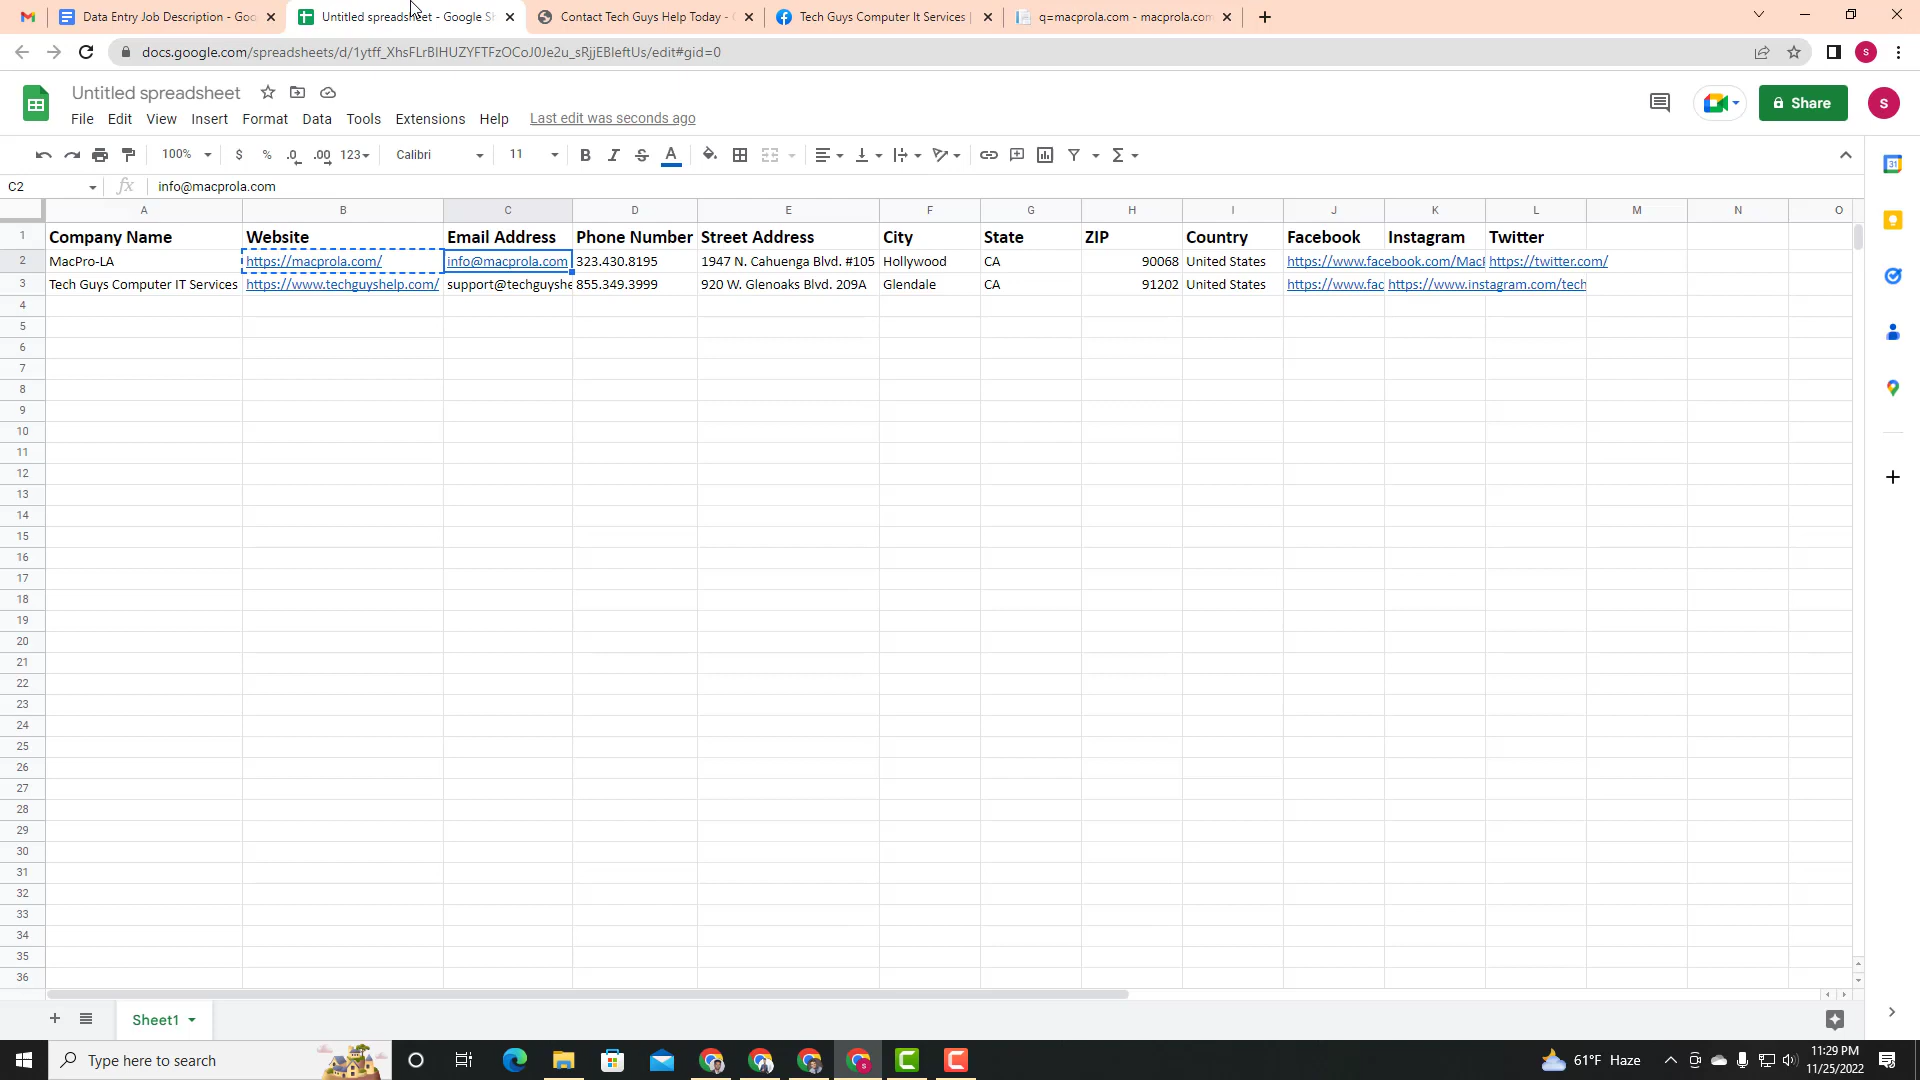 Data Entry Job Description - Goo
Untitled spreadsheet - Google Sh
Contact Tech Guys Help Today - (
Tech Guys Computer It Services |
q=macprola.com - macprola.com
docs.google.com/spreadsheets/d/1ytff_XhsFLrBIHUZYFTFzOCoJ0Je2u_sRjjEBleftUs/edit#gid=0
S
Untitled spreadsheet
File Edit View Insert Format Data Tools Extensions Help Last edit was seconds ago
Share
S
100% $ % .0 .00 123 Calibri 11 B I S A
C2 fx info@macprola.com
31
A B C D E F G H I J K L M N O
1 Company Name Website Email Address Phone Number Street Address City State ZIP Country Facebook Instagram Twitter
2 MacPro-LA https://macprola.com/ info@macprola.com 323.430.8195 1947 N. Cahuenga Blvd. #105 Hollywood CA 90068 United States https://www.facebook.com/Macl https://twitter.com/
3 Tech Guys Computer IT Services https://www.techguyshelp.com/ support@techguyshe 855.349.3999 920 W. Glenoaks Blvd. 209A Glendale CA 91202 United States https://www.fac https://www.instagram.com/tech
4
5
6
7
8
9
10
11
12
13
14
15
16
17
18
19
20
21
22
23
24
25
26
27
28
29
30
31
32
33
34
35
36
Sheet1
Type here to search
61°F Haze
11:29 PM
11/25/2022